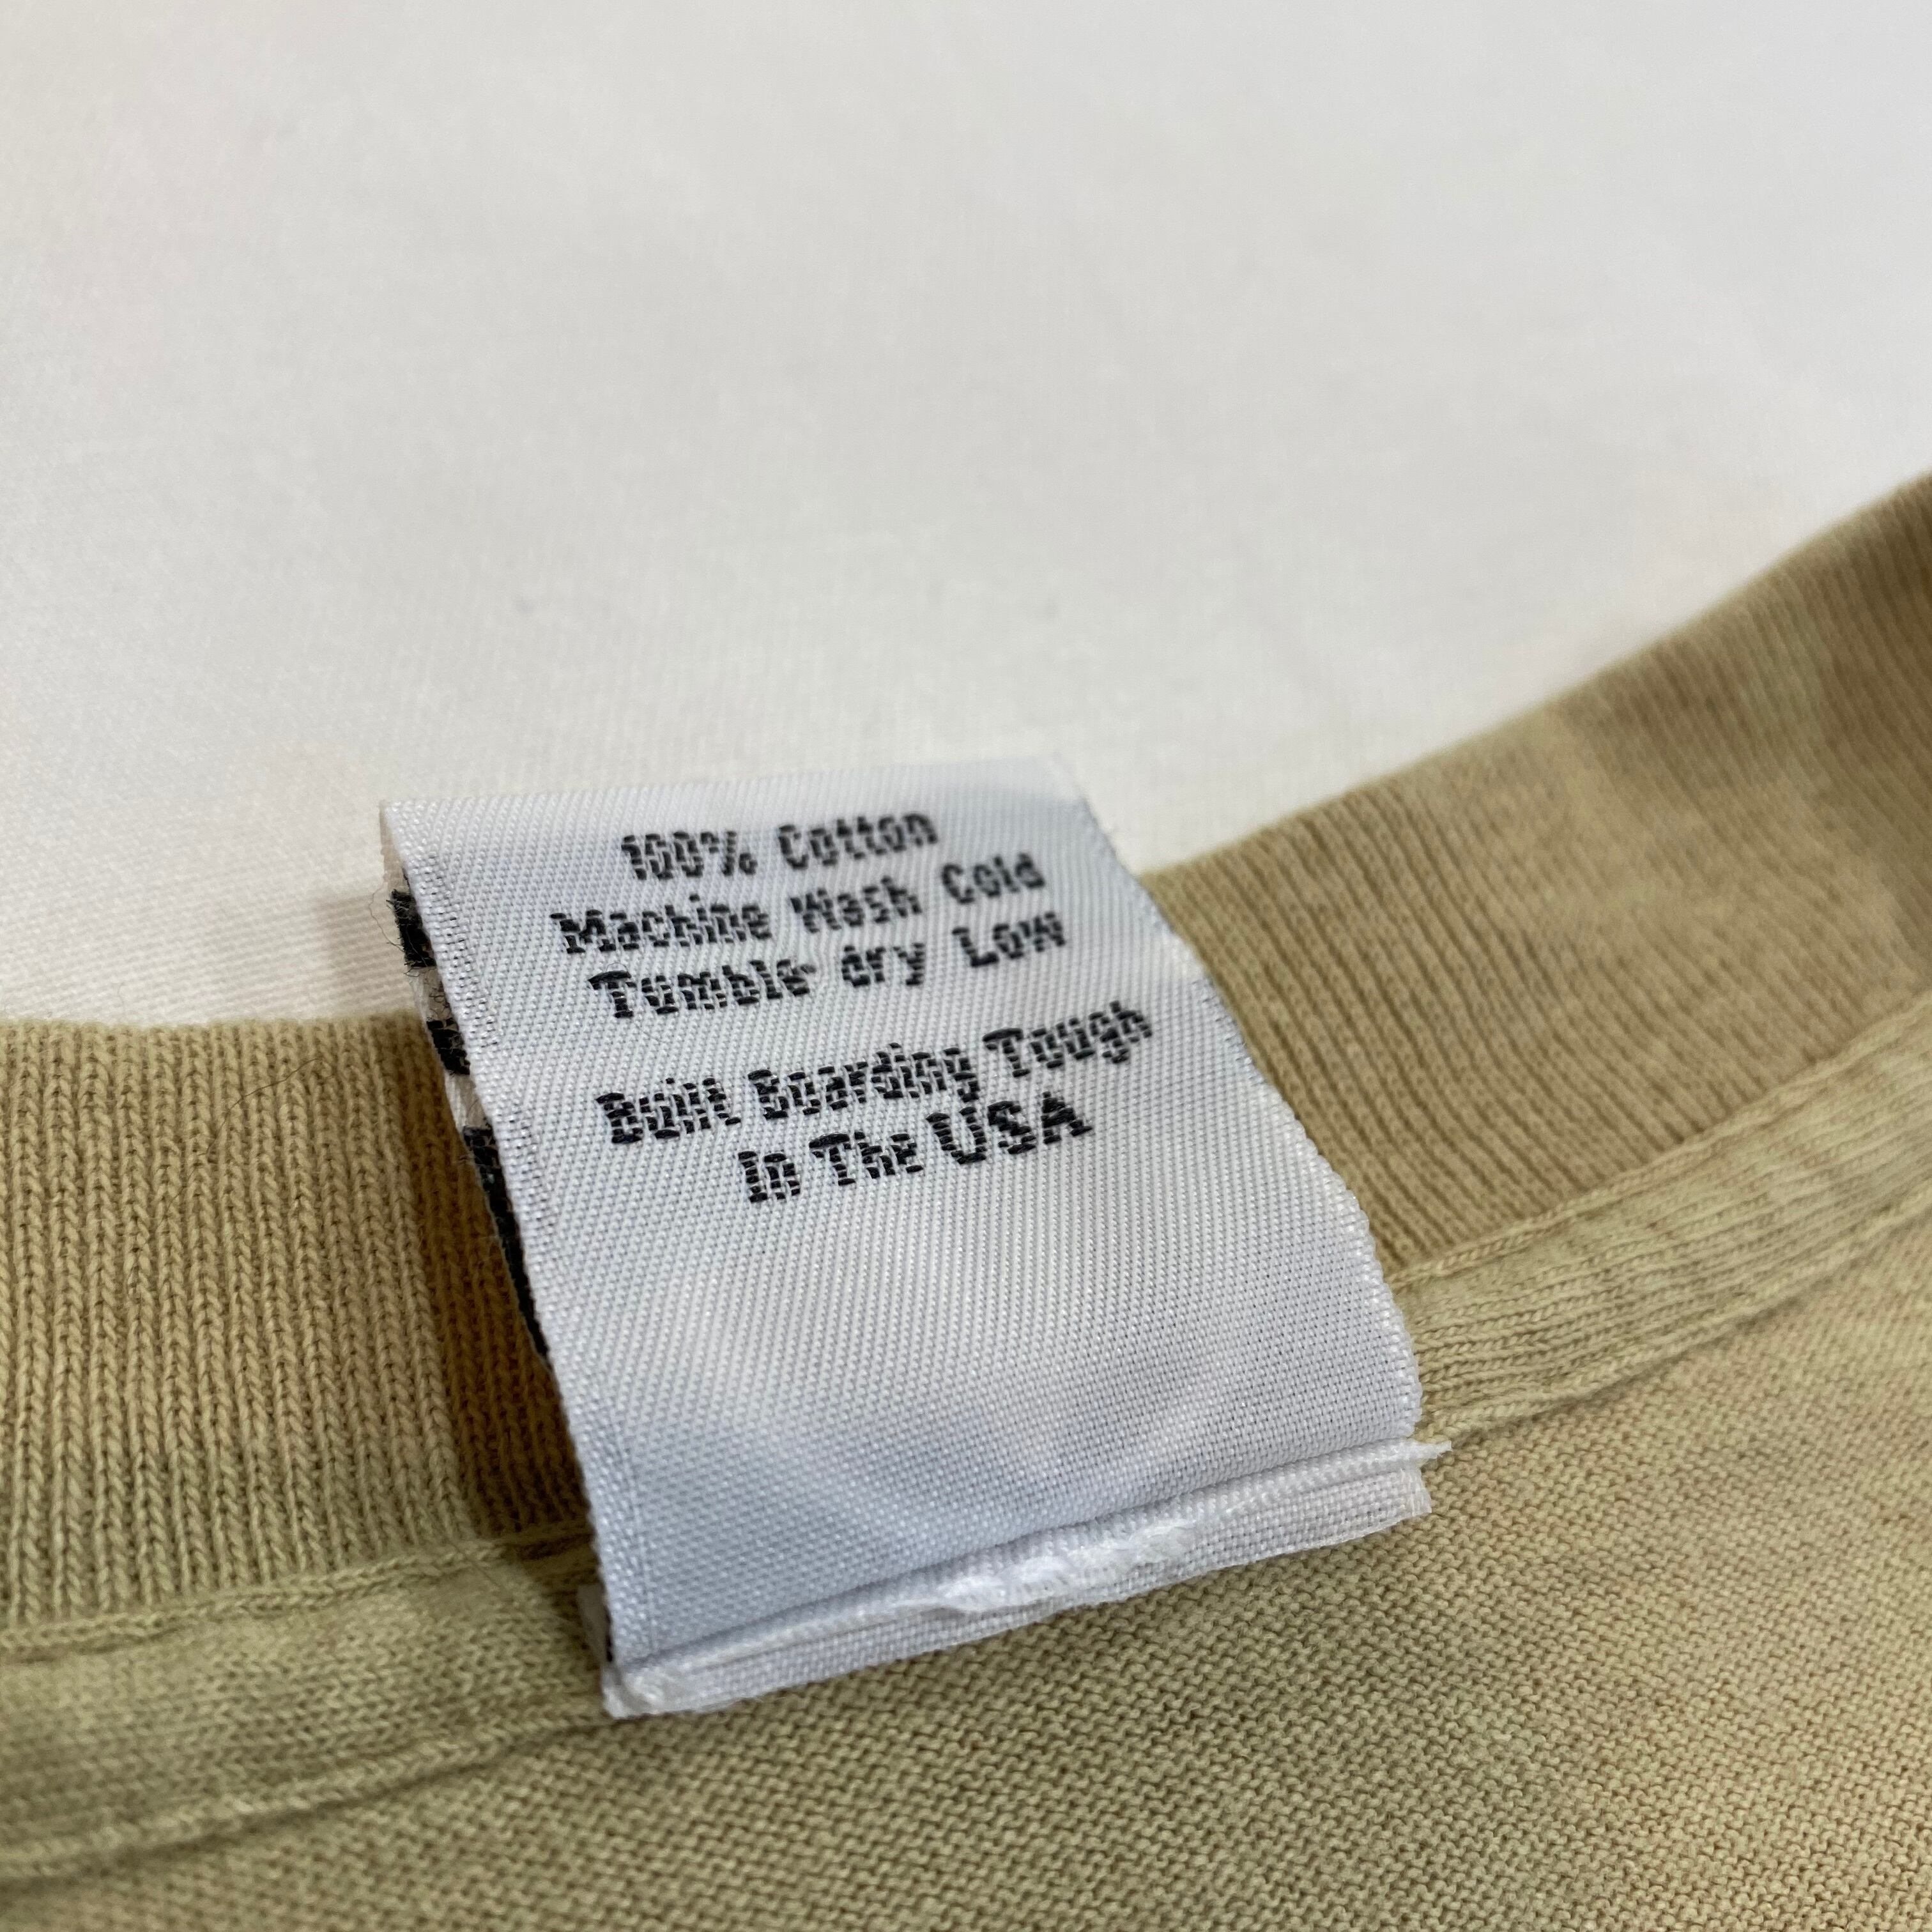 100% Cotton
Machine Wash Cold
Tumble dry Low
Built Boarding Tough
In The USA